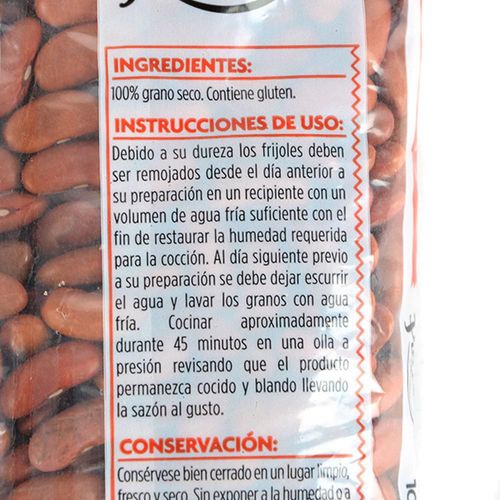 INGREDIENTES:
100% grano seco. Contiene gluten.
INSTRUCCIONES DE USO:
Debido a su dureza los frijoles deben
ser remojados desde el día anterior a
su preparación en un recipiente con un
volumen de agua fría suficiente con el
fin de restaurar la humedad requerida
para la cocción. Al día siguiente previo
a su preparación se debe dejar escurrir
el agua y lavar los granos con agua
fría. Cocinar aproximadamente
durante 45 minutos en una olla a
presión revisando que el producto
permanezca cocido y blando llevando
la sazón al gusto.
CONSERVACIÓN:
Consérvese bien cerrado en un lugar limpio,
fresco y seco. Sin exponer a la humedad o a